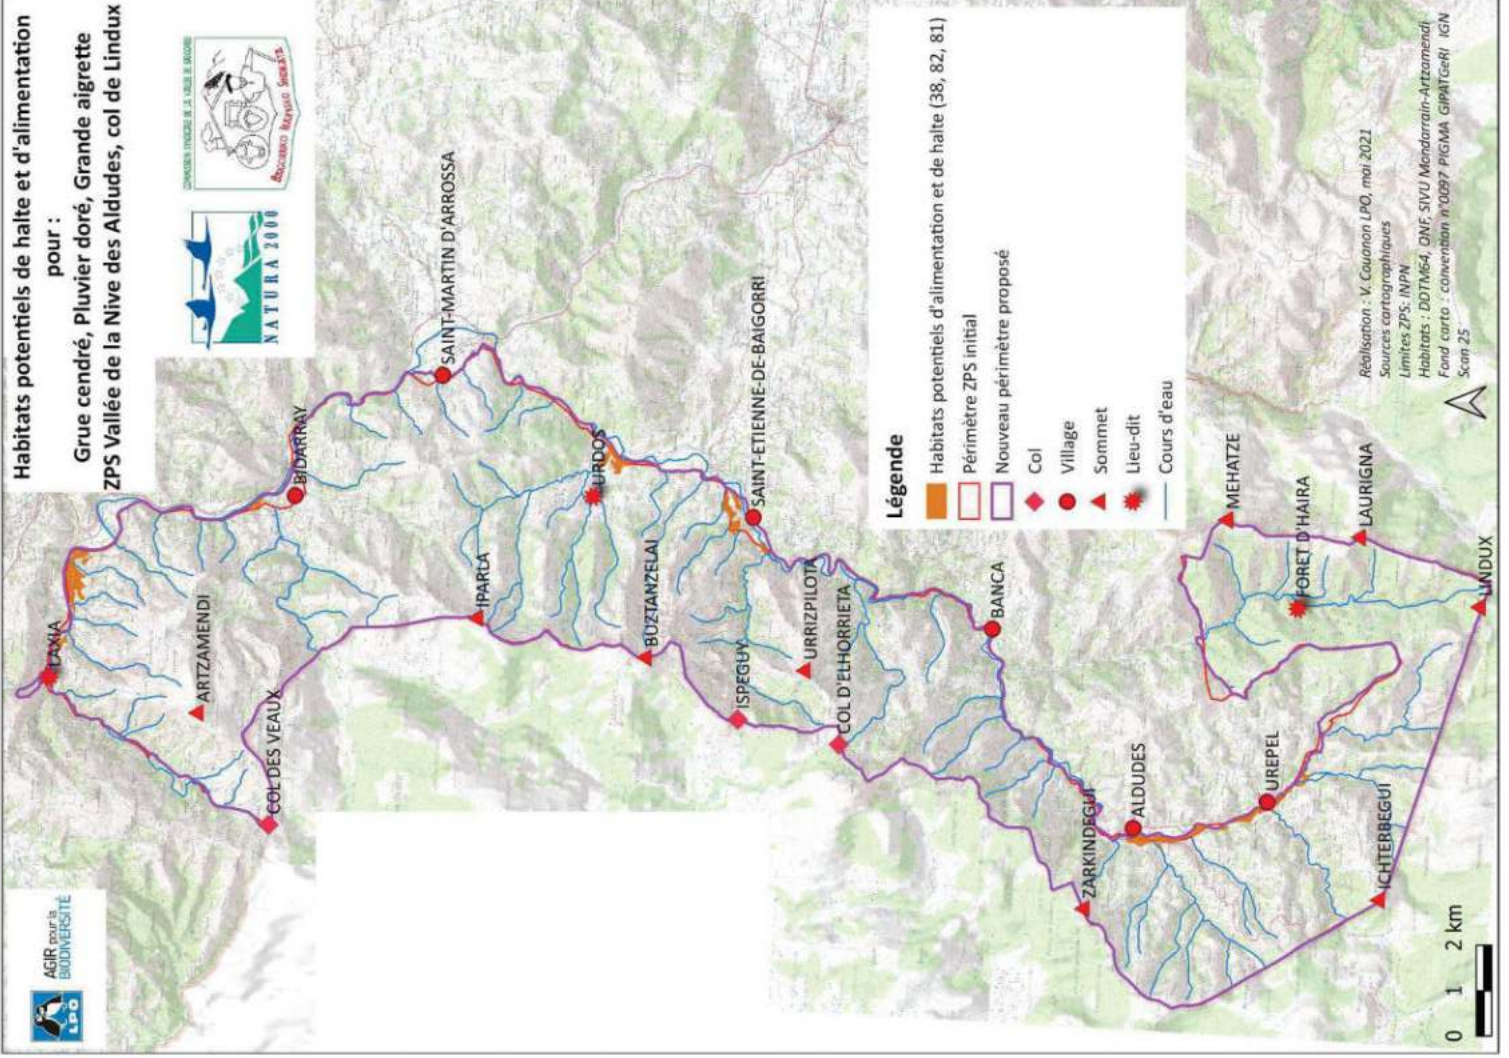 Habitats potentiels de halte et d'alimentation
pour :
Grue cendré, Pluvier doré, Grande aigrette
ZPS Vallée de la Nive des Aldudes, col de Lindux
NATURA 2000
AGIR pour la
BIODIVERSITÉ
LPO
LAXIA
ARTZAMENDI
COL DES VEAUX
BIDARRAY
SAINT-MARTIN D'ARROSSA
IPARLA
URDOS
BUZTANZELAI
SAINT-ETIENNE-DE-BAIGORRI
ISPEGUY
URRIZPILOTA
COL D'ELHORRIETA
BANCA
ZARKINDEGUI
ALDUDES
UREPEL
ICHTERBEGUI
MEHATZE
FORET D'HAIRA
LAURIGNA
LINDUX
Légende
Habitats potentiels d'alimentation et de halte (38, 82, 81)
Périmètre ZPS initial
Nouveau périmètre proposé
Col
Village
Sommet
Lieu-dit
Cours d'eau
Réalisation : V. Couanon LPO, mai 2021
Sources cartographiques
Limites ZPS: INPN
Habitats : DDTM64, ONF, SIVU Mondarrain-Artzamendi
Fond carto : convention n°0097 PIGMA GIPATGeRI IGN
Scan 25
0 1 2 km